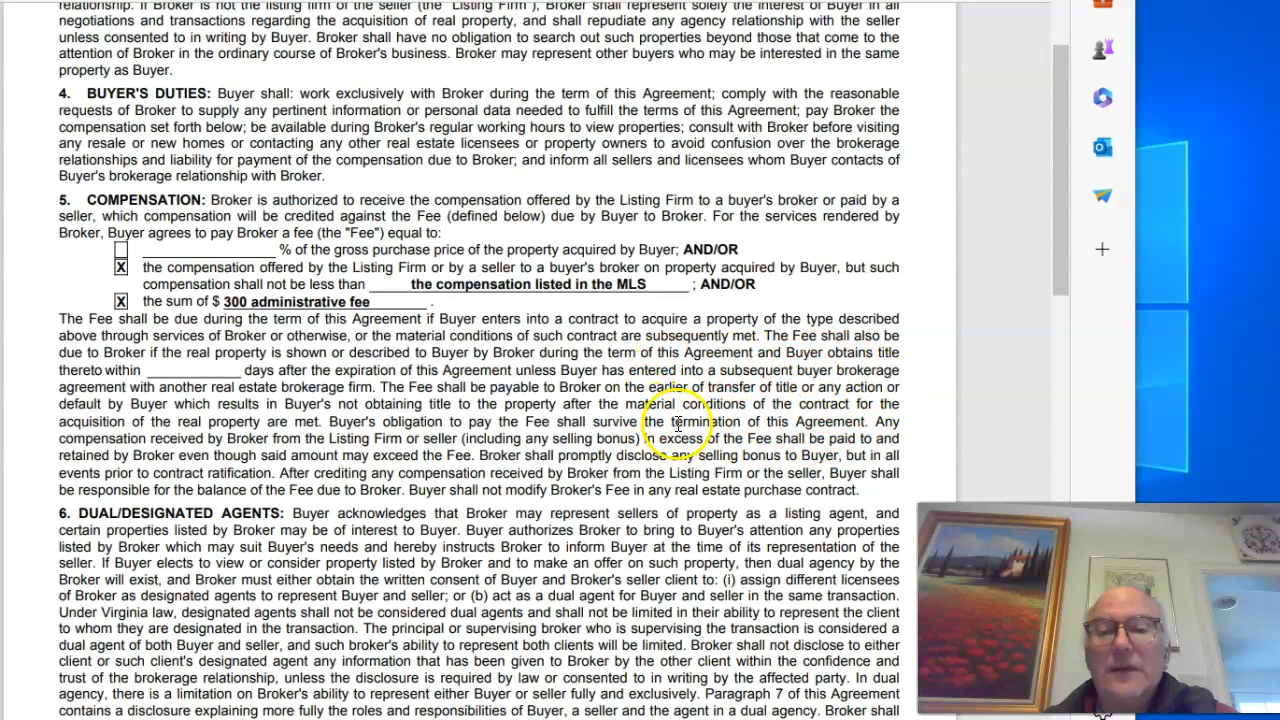 relationship. If Broker is not the listing firm of the seller (the "Listing Firm"), Broker shall represent solely the interest of Buyer in all
negotiations and transactions regarding the acquisition of real property, and shall repudiate any agency relationship with the seller
unless consented to in writing by Buyer. Broker shall have no obligation to search out such properties beyond those that come to the
attention of Broker in the ordinary course of Broker's business. Broker may represent other buyers who may be interested in the same
property as Buyer.
4. BUYER'S DUTIES: Buyer shall: work exclusively with Broker during the term of this Agreement; comply with the reasonable
requests of Broker to supply any pertinent information or personal data needed to fulfill the terms of this Agreement; pay Broker the
compensation set forth below; be available during Broker's regular working hours to view properties; consult with Broker before visiting
any resale or new homes or contacting any other real estate licensees or property owners to avoid confusion over the brokerage
relationships and liability for payment of the compensation due to Broker; and inform all sellers and licensees whom Buyer contacts of
Buyer's brokerage relationship with Broker.
5. COMPENSATION: Broker is authorized to receive the compensation offered by the Listing Firm to a buyer's broker or paid by a
seller, which compensation will be credited against the Fee (defined below) due by Buyer to Broker. For the services rendered by
Broker, Buyer agrees to pay Broker a fee (the "Fee") equal to:
% of the gross purchase price of the property acquired by Buyer; AND/OR
X the compensation offered by the Listing Firm or by a seller to a buyer's broker on property acquired by Buyer, but such
compensation shall not be less than the compensation listed in the MLS ; AND/OR
X the sum of $ 300 administrative fee .
The Fee shall be due during the term of this Agreement if Buyer enters into a contract to acquire a property of the type described
above through services of Broker or otherwise, or the material conditions of such contract are subsequently met. The Fee shall also be
due to Broker if the real property is shown or described to Buyer by Broker during the term of this Agreement and Buyer obtains title
thereto within ____________ days after the expiration of this Agreement unless Buyer has entered into a subsequent buyer brokerage
agreement with another real estate brokerage firm. The Fee shall be payable to Broker on the earlier of transfer of title or any action or
default by Buyer which results in Buyer's not obtaining title to the property after the material conditions of the contract for the
acquisition of the real property are met. Buyer's obligation to pay the Fee shall survive the termination of this Agreement. Any
compensation received by Broker from the Listing Firm or seller (including any selling bonus) in excess of the Fee shall be paid to and
retained by Broker even though said amount may exceed the Fee. Broker shall promptly disclose any selling bonus to Buyer, but in all
events prior to contract ratification. After crediting any compensation received by Broker from the Listing Firm or the seller, Buyer shall
be responsible for the balance of the Fee due to Broker. Buyer shall not modify Broker's Fee in any real estate purchase contract.
6. DUAL/DESIGNATED AGENTS: Buyer acknowledges that Broker may represent sellers of property as a listing agent, and
certain properties listed by Broker may be of interest to Buyer. Buyer authorizes Broker to bring to Buyer's attention any properties
listed by Broker which may suit Buyer's needs and hereby instructs Broker to inform Buyer at the time of its representation of the
seller. If Buyer elects to view or consider property listed by Broker and to make an offer on such property, then dual agency by the
Broker will exist, and Broker must either obtain the written consent of Buyer and Broker's seller client to: (i) assign different licensees
of Broker as designated agents to represent Buyer and seller; or (b) act as a dual agent for Buyer and seller in the same transaction.
Under Virginia law, designated agents shall not be considered dual agents and shall not be limited in their ability to represent the client
to whom they are designated in the transaction. The principal or supervising broker who is supervising the transaction is considered a
dual agent of both Buyer and seller, and such broker's ability to represent both clients will be limited. Broker shall not disclose to either
client or such client's designated agent any information that has been given to Broker by the other client within the confidence and
trust of the brokerage relationship, unless the disclosure is required by law or consented to in writing by the affected party. In dual
agency, there is a limitation on Broker's ability to represent either Buyer or seller fully and exclusively. Paragraph 7 of this Agreement
contains a disclosure explaining more fully the roles and responsibilities of Buyer, a seller and the agent in a dual agency. Broker shall